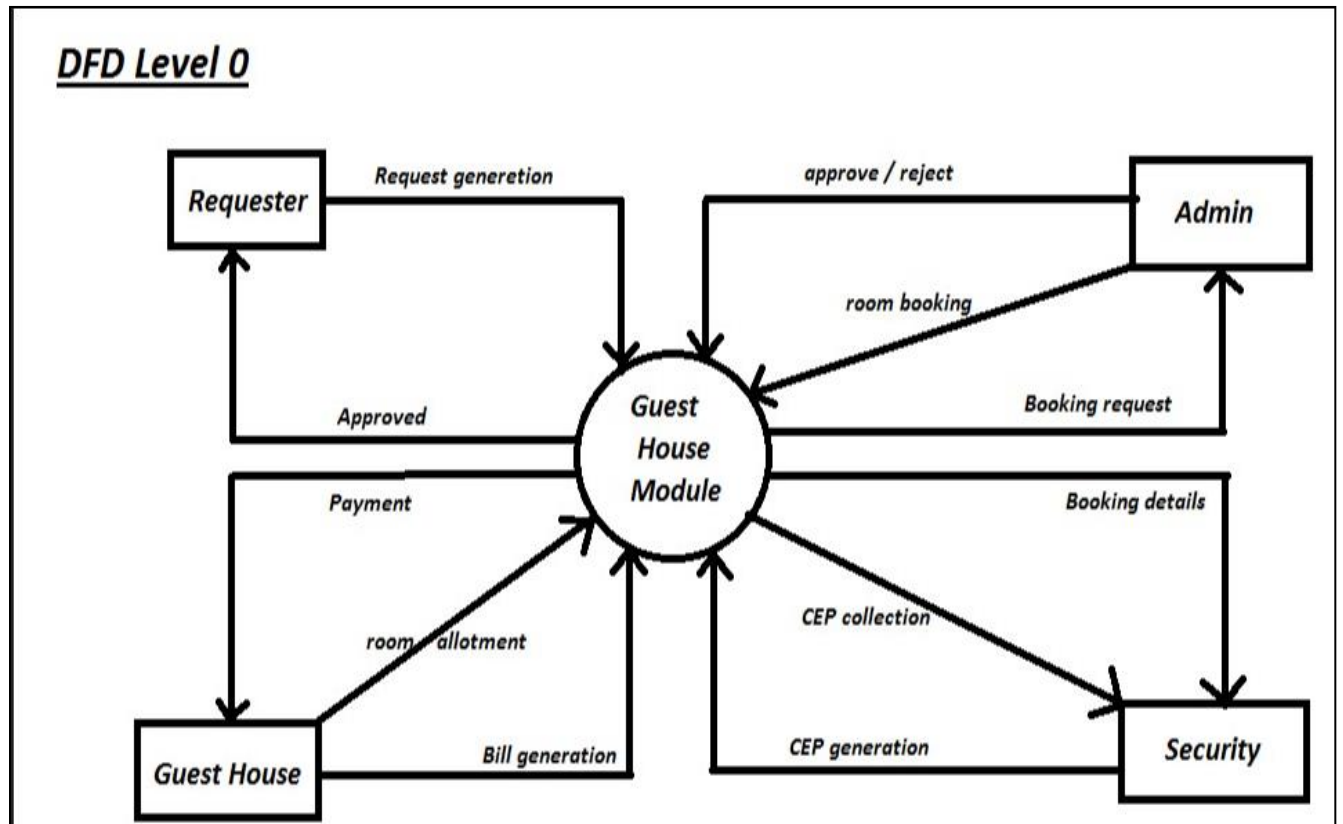 DFD Level 0
Requester
Request generetion
approve / reject
Admin
room booking
Booking request
Approved
Guest
House
Module
Payment
Booking details
room allotment
CEP collection
Bill generation
CEP generation
Guest House
Security